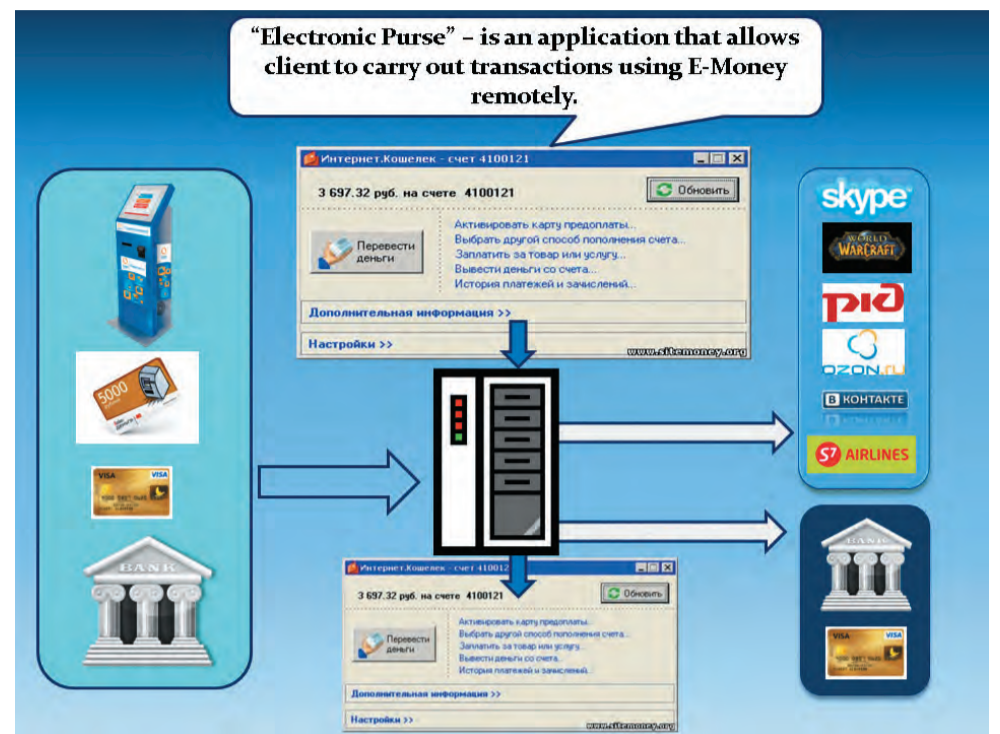 “Electronic Purse” – is an application that allows
client to carry out transactions using E-Money
remotely.
Интернет.Кошелек - счет 4100121
3 697.32 руб. на счете 4100121
Обновить
Перевести
деньги
Активировать карту предоплаты...
Выбрать другой способ пополнения счета...
Заплатить за товар или услугу...
Вывести деньги со счета...
История платежей и зачислений...
Дополнительная информация >>
Настройки >>
www.sitemoney.org
5000
VISA
VISA
BANK
skype
WORLD
WARCRAFT
ржд
OZON.ru
В КОНТАКТЕ
S7 AIRLINES
BANK
VISA
VISA
Интернет.Кошелек - счет 410012
3 697.32 руб. на счете 4100121
Обновить
Перевести
деньги
Активировать карту предоплаты...
Выбрать другой способ пополнения счета...
Заплатить за товар или услугу...
Вывести деньги со счета...
История платежей и зачислений...
Дополнительная информация >>
Настройки >>
www.sitemoney.org